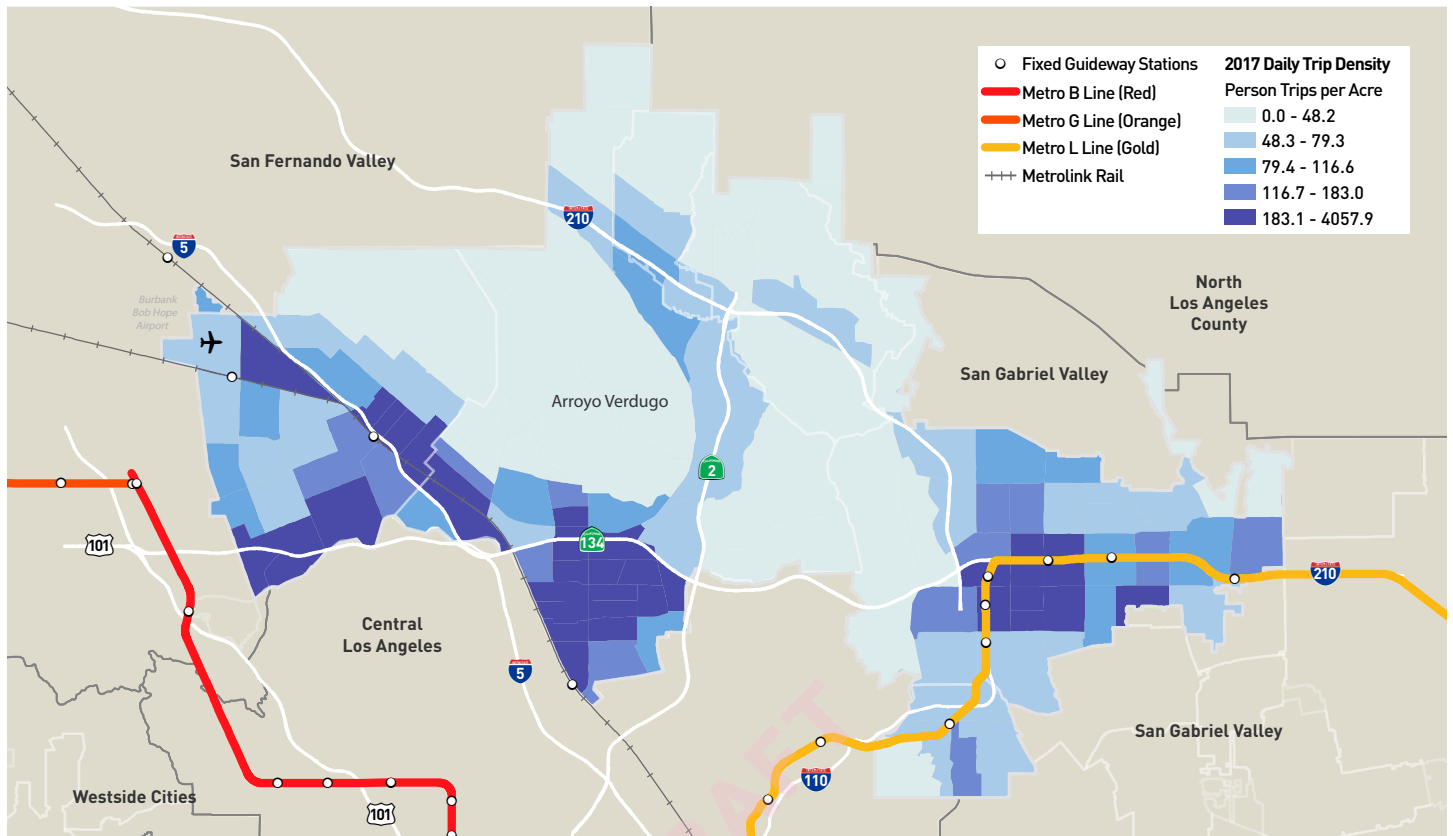 Fixed Guideway Stations
Metro B Line (Red)
Metro G Line (Orange)
Metro L Line (Gold)
Metrolink Rail
2017 Daily Trip Density
Person Trips per Acre
0.0 - 48.2
48.3 - 79.3
79.4 - 116.6
116.7 - 183.0
183.1 - 4057.9
San Fernando Valley
210
5
Burbank
Bob Hope
Airport
North
Los Angeles
County
San Gabriel Valley
Arroyo Verdugo
2
101
134
210
Central
Los Angeles
5
San Gabriel Valley
110
Westside Cities
101
DRAFT